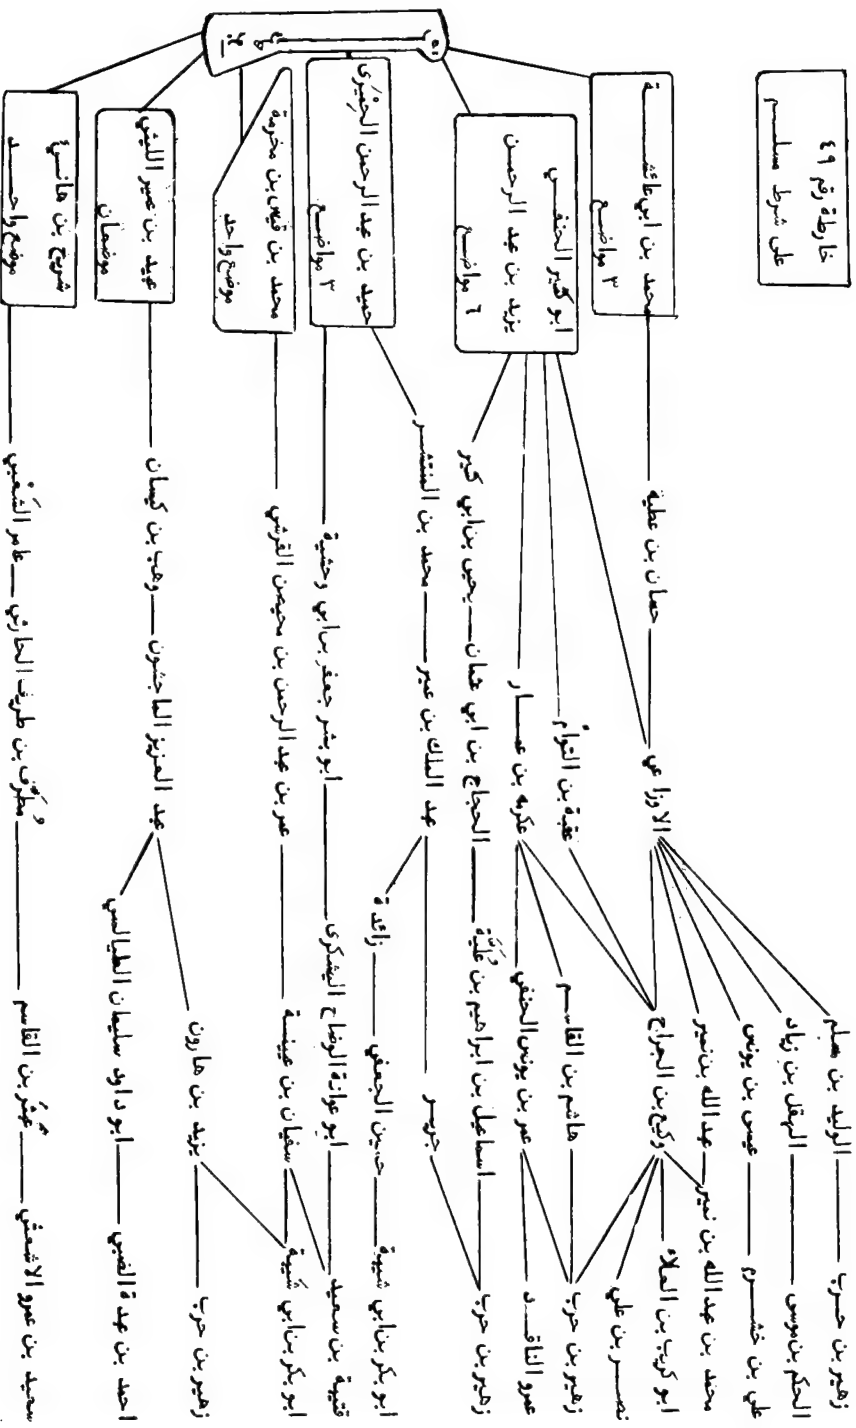 خارطة رقم ٤٩
على شرط مسلم
محمد بن ابي عائشة
٣ مواضع
حسان بن عطية
الاوزاعي
الوليد بن مسلم
زهير بن حرب
الهقل بن زياد
الحكم بن موسى
عيسى بن يونس
علي بن خشرم
عبد الله بن نمير
محمد بن عبد الله بن نمير
وكيع بن الجراح
ابو كريب بن العلاء
نصر بن علي
زهير بن حرب
ابو كثير الحنفي
يزيد بن عبد الرحمن
٦ مواضع
عقبة بن التوأم
عكرمه بن عمار
هاشم بن القاسم
عمر بن يونس الحنفي
عمرو الناقد
يحيى بن ابي كثير
الحجاج بن ابي عثمان
اسماعيل بن ابراهيم بن علية
زهير بن حرب
حميد بن عبد الرحمن الحميرى
٣ مواضع
محمد بن المنتشر
عبد الملك بن عمير
جرير
زائدة
حسين الجعفي
ابو بكر بن ابي شيبة
ابو بشر جعفر بن ابي وحشية
ابو عوانة الوضاح اليشكرى
قتيبة بن سعيد
محمد بن قيس بن مخرمة
موضع واحد
عمر بن عبد الرحمن بن محيصن القرشي
سفيان بن عيينة
ابو بكر بن ابي شيبة
عبيد بن عمير الليثي
موضعان
وهب بن كيسان
عبد العزيز الماجشون
يزيد بن هارون
زهير بن حرب
ابو داود سليمان الطيالسي
احمد بن عبدة الضبي
شريح بن هانيء
موضع واحد
عامر الشعبي
مطرف بن طريف الحارثي
عبثر بن القاسم
سعيد بن عمرو الاشعثي